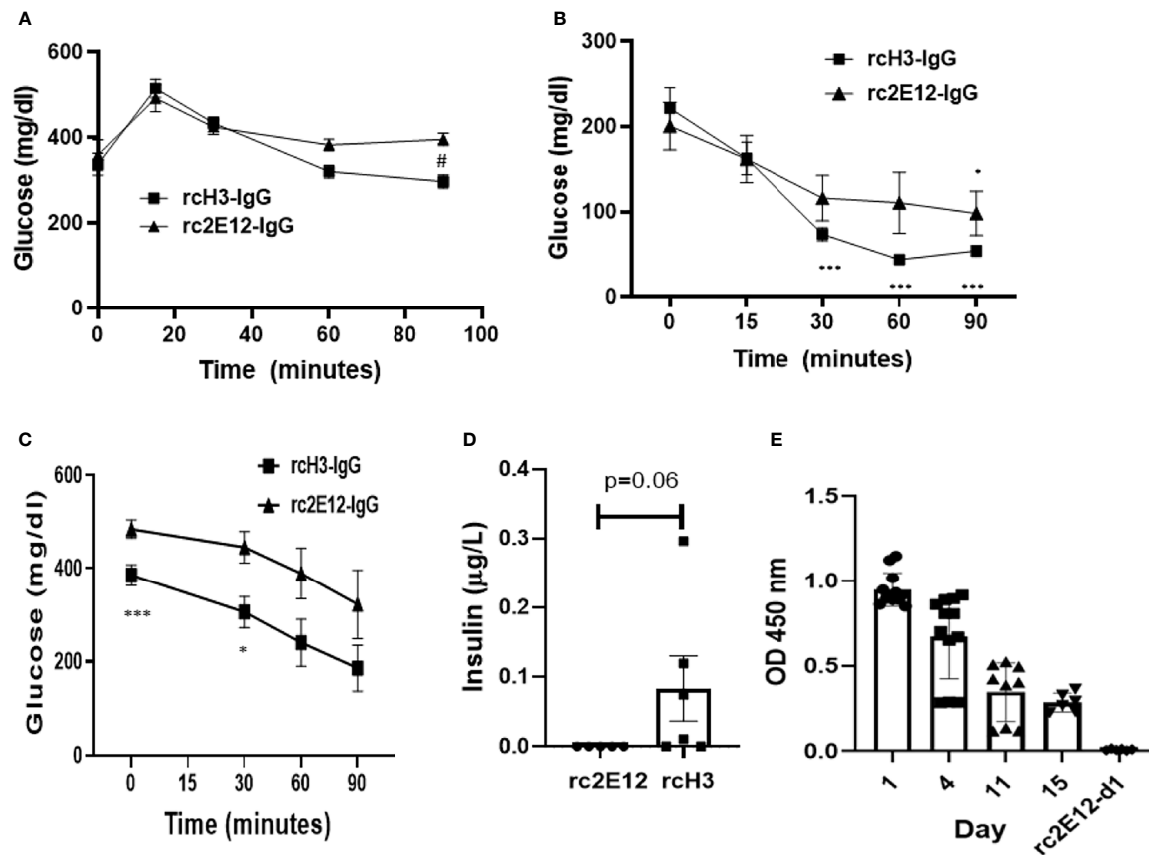 A
600
400
200
0
Glucose (mg/dl)
#
rcH3-IgG
rc2E12-IgG
0 20 40 60 80 100
Time (minutes)
B
300
200
100
0
Glucose (mg/dl)
rcH3-IgG
rc2E12-IgG
*
*** *** ***
0 15 30 60 90
Time (minutes)
C
600
400
200
0
Glucose (mg/dl)
rcH3-IgG
rc2E12-IgG
***
*
0 15 30 60 90
Time (minutes)
D
0.4
0.3
0.2
0.1
0.0
Insulin (µg/L)
p=0.06
rc2E12 rcH3
E
1.5
1.0
0.5
0.0
OD 450 nm
1 4 11 15 rc2E12-d1
Day